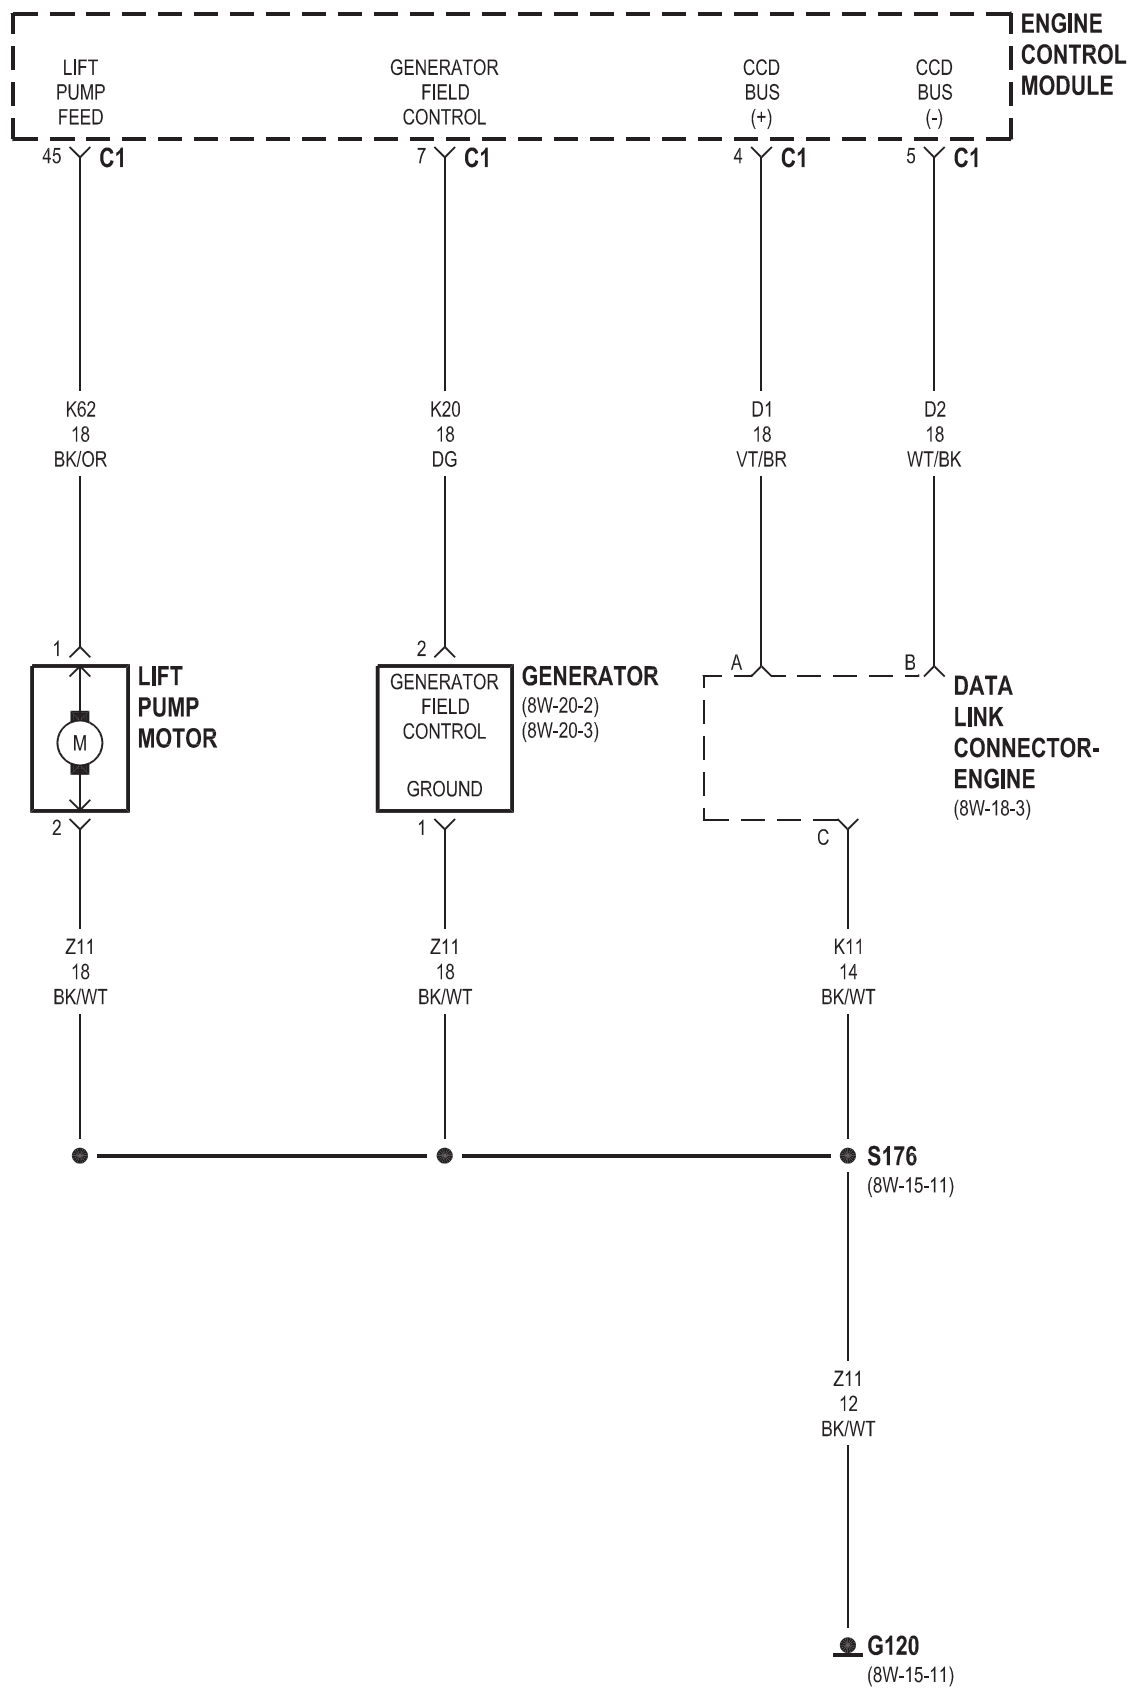 ENGINE
CONTROL
MODULE
LIFT
PUMP
FEED
GENERATOR
FIELD
CONTROL
CCD
BUS
(+)
CCD
BUS
(-)
45 C1
7 C1
4 C1
5 C1
K62
18
BK/OR
K20
18
DG
D1
18
VT/BR
D2
18
WT/BK
1
LIFT
PUMP
MOTOR
M
2
2
GENERATOR
FIELD
CONTROL
GROUND
GENERATOR
(8W-20-2)
(8W-20-3)
1
A
B
DATA
LINK
CONNECTOR-
ENGINE
(8W-18-3)
C
Z11
18
BK/WT
Z11
18
BK/WT
K11
14
BK/WT
S176
(8W-15-11)
Z11
12
BK/WT
G120
(8W-15-11)